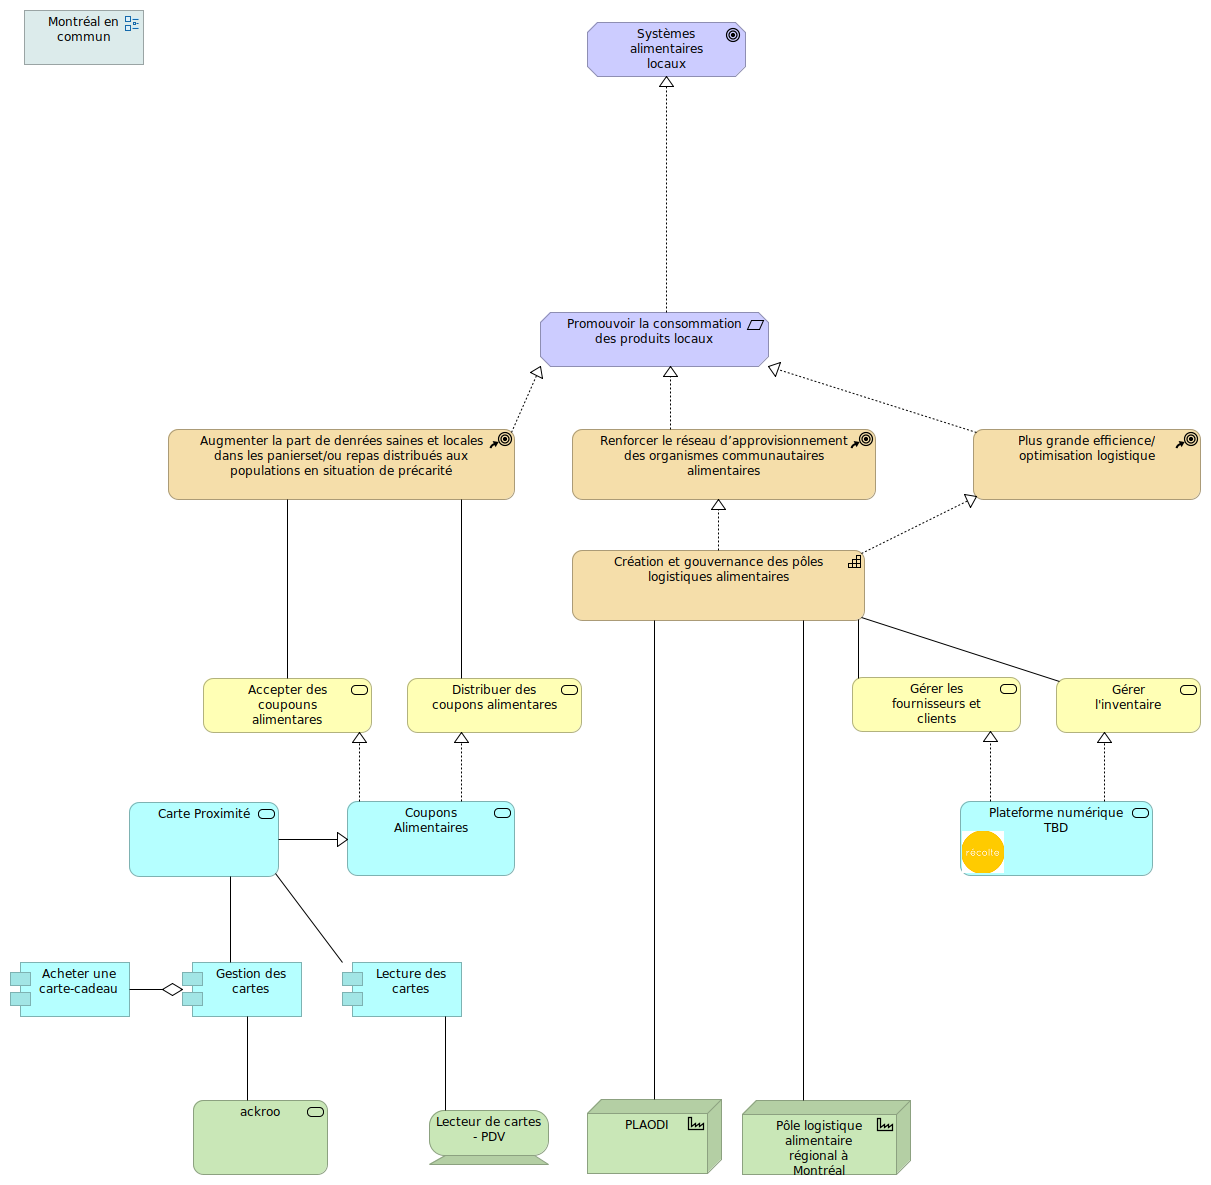 Montréal en
commun
Systèmes
alimentaires
locaux
Promouvoir la consommation
des produits locaux
Augmenter la part de denrées saines et locales
dans les panierset/ou repas distribués aux
populations en situation de précarité
Renforcer le réseau d’approvisionnement
des organismes communautaires
alimentaires
Plus grande efficience/
optimisation logistique
Création et gouvernance des pôles
logistiques alimentaires
Accepter des
coupouns
alimentares
Distribuer des
coupons alimentares
Gérer les
fournisseurs et
clients
Gérer
l'inventaire
Carte Proximité
Coupons
Alimentaires
Plateforme numérique
TBD
récolte
Acheter une
carte-cadeau
Gestion des
cartes
Lecture des
cartes
ackroo
Lecteur de cartes
- PDV
PLAODI
Pôle logistique
alimentaire
régional à
Montréal